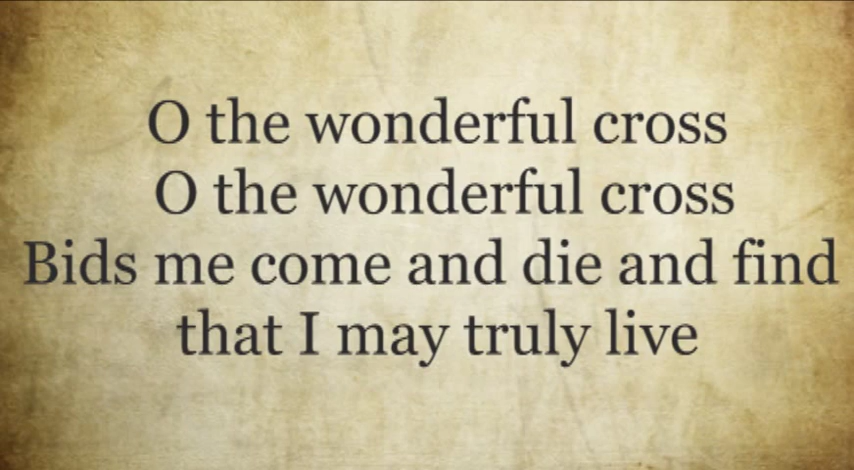 O the wonderful cross
O the wonderful cross
Bids me come and die and find
that I may truly live